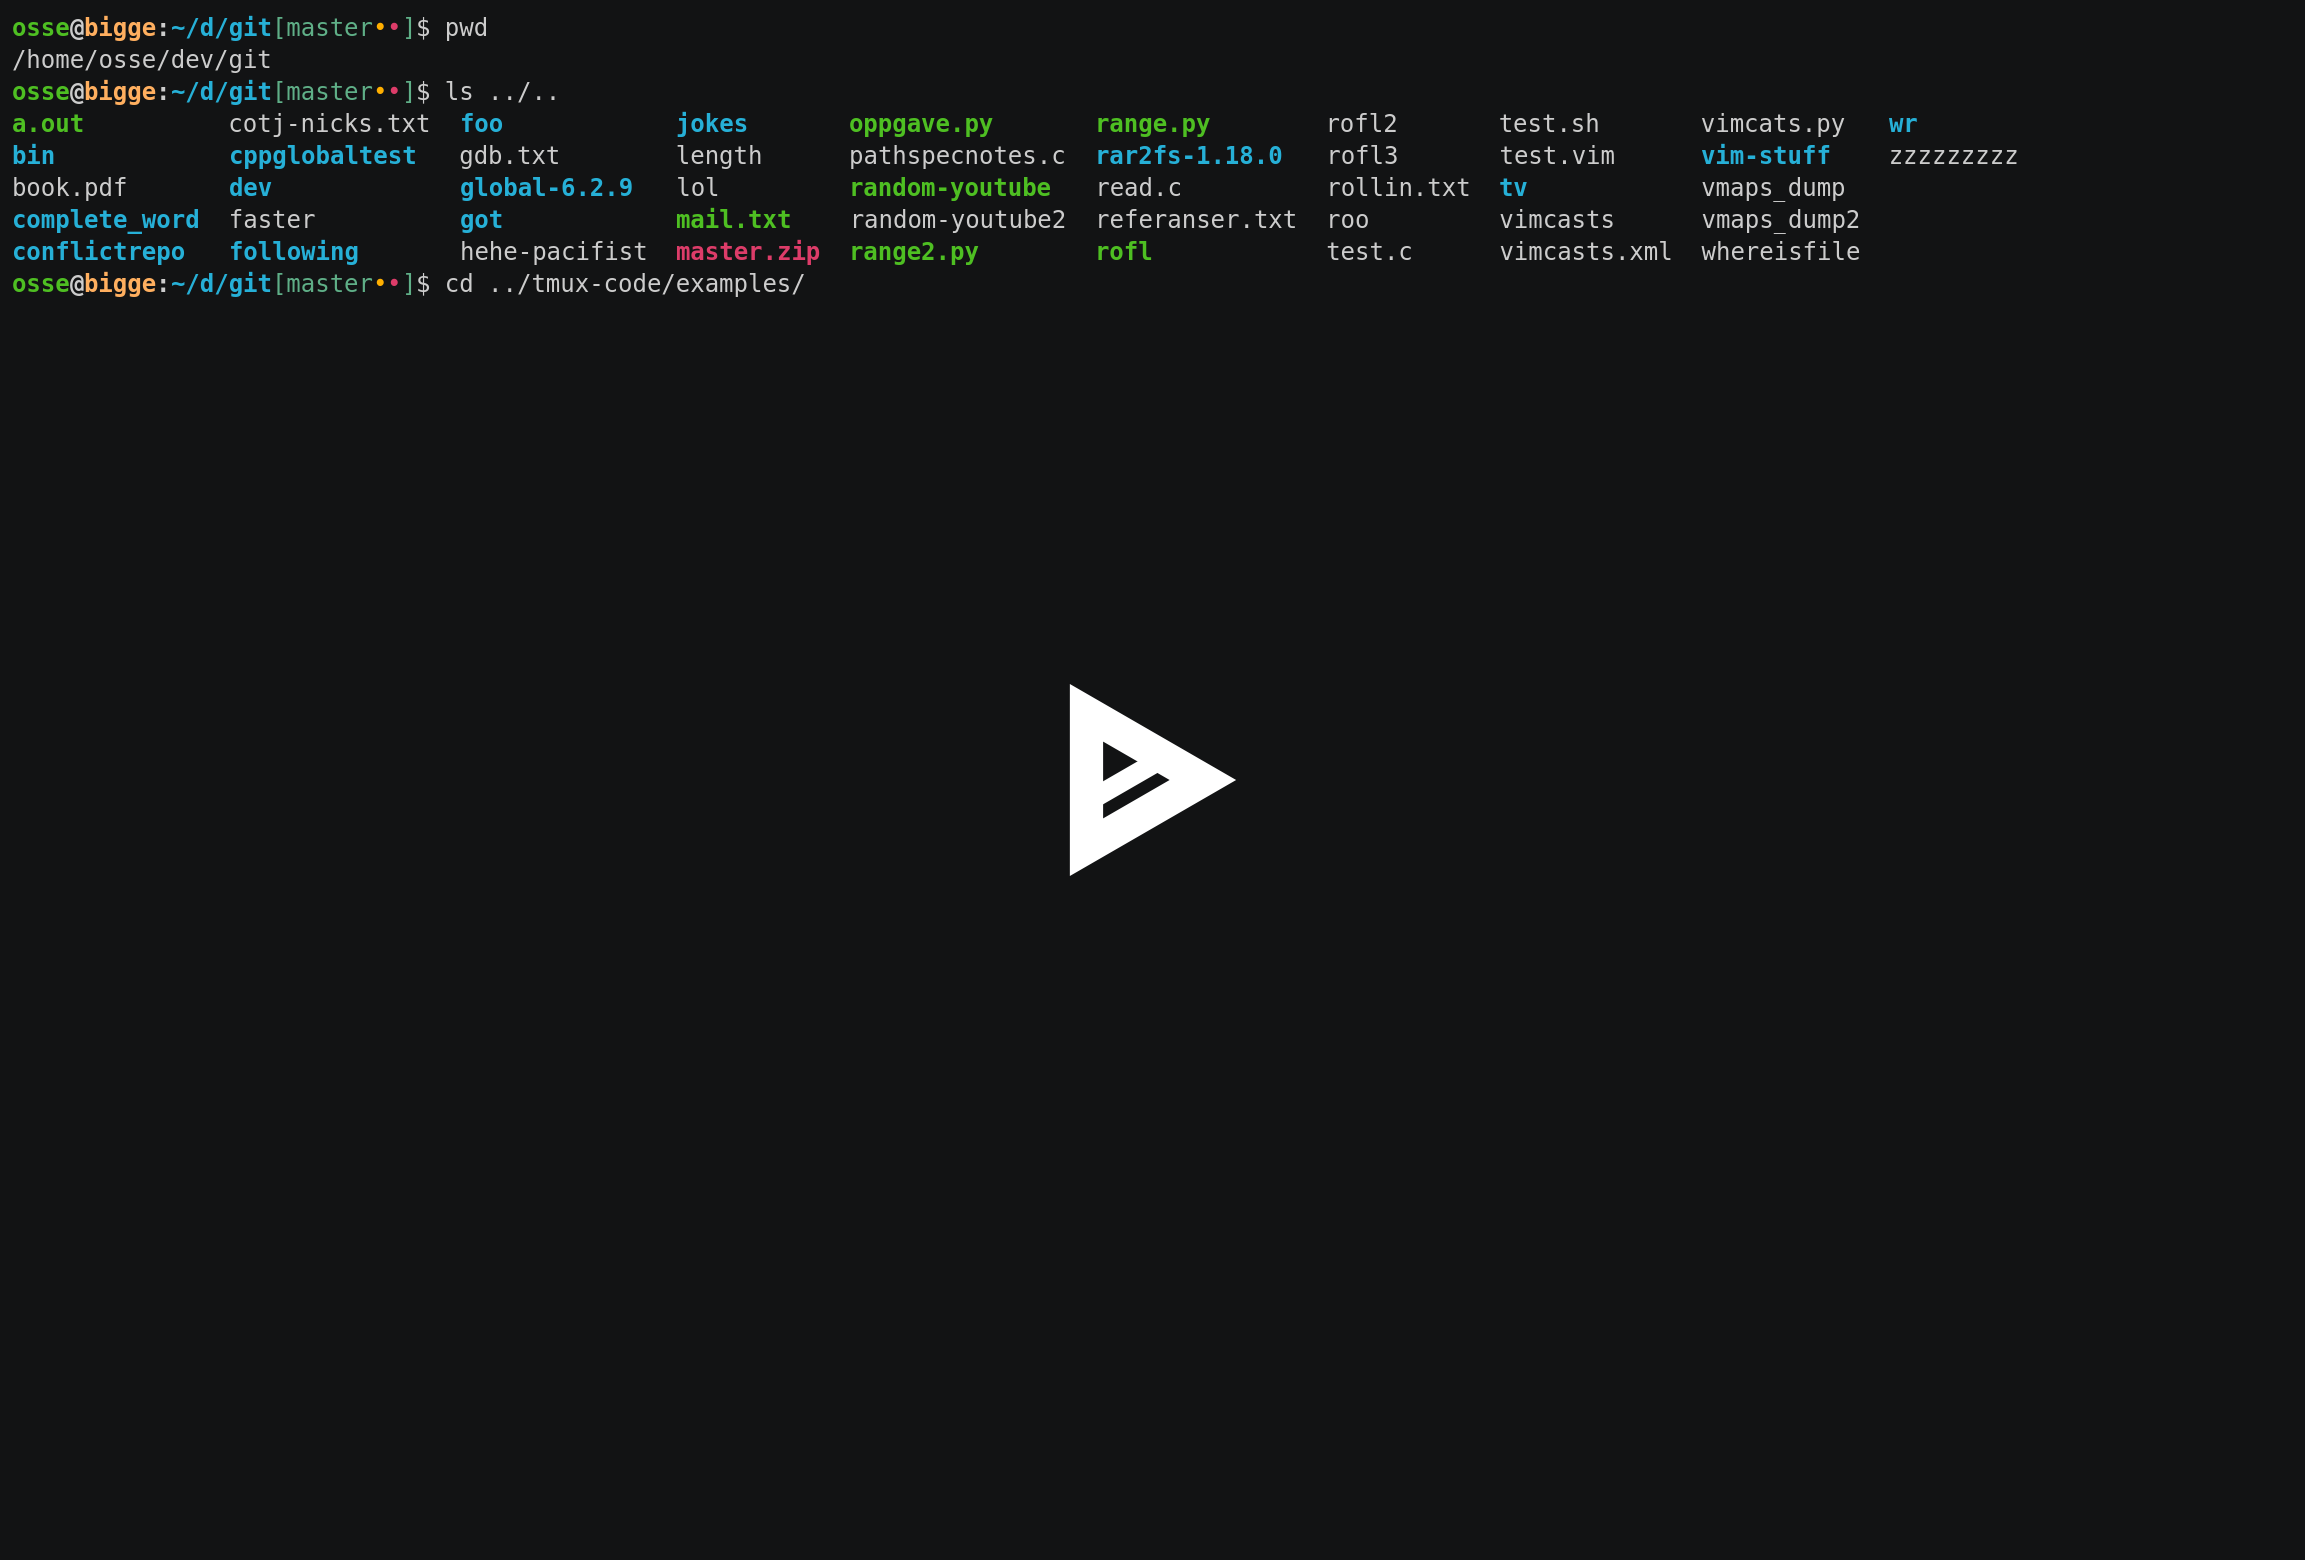 osse@bigge:~/d/git[master••]$ pwd
/home/osse/dev/git
osse@bigge:~/d/git[master••]$ ls ../..
a.out          cotj-nicks.txt  foo            jokes       oppgave.py       range.py        rofl2       test.sh       vimcats.py   wr
bin            cppglobaltest   gdb.txt        length      pathspecnotes.c  rar2fs-1.18.0   rofl3       test.vim      vim-stuff    zzzzzzzzz
book.pdf       dev             global-6.2.9   lol         random-youtube   read.c          rollin.txt  tv            vmaps_dump
complete_word  faster          got            mail.txt    random-youtube2  referanser.txt  roo         vimcasts      vmaps_dump2
conflictrepo   following       hehe-pacifist  master.zip  range2.py        rofl            test.c      vimcasts.xml  whereisfile
osse@bigge:~/d/git[master••]$ cd ../tmux-code/examples/